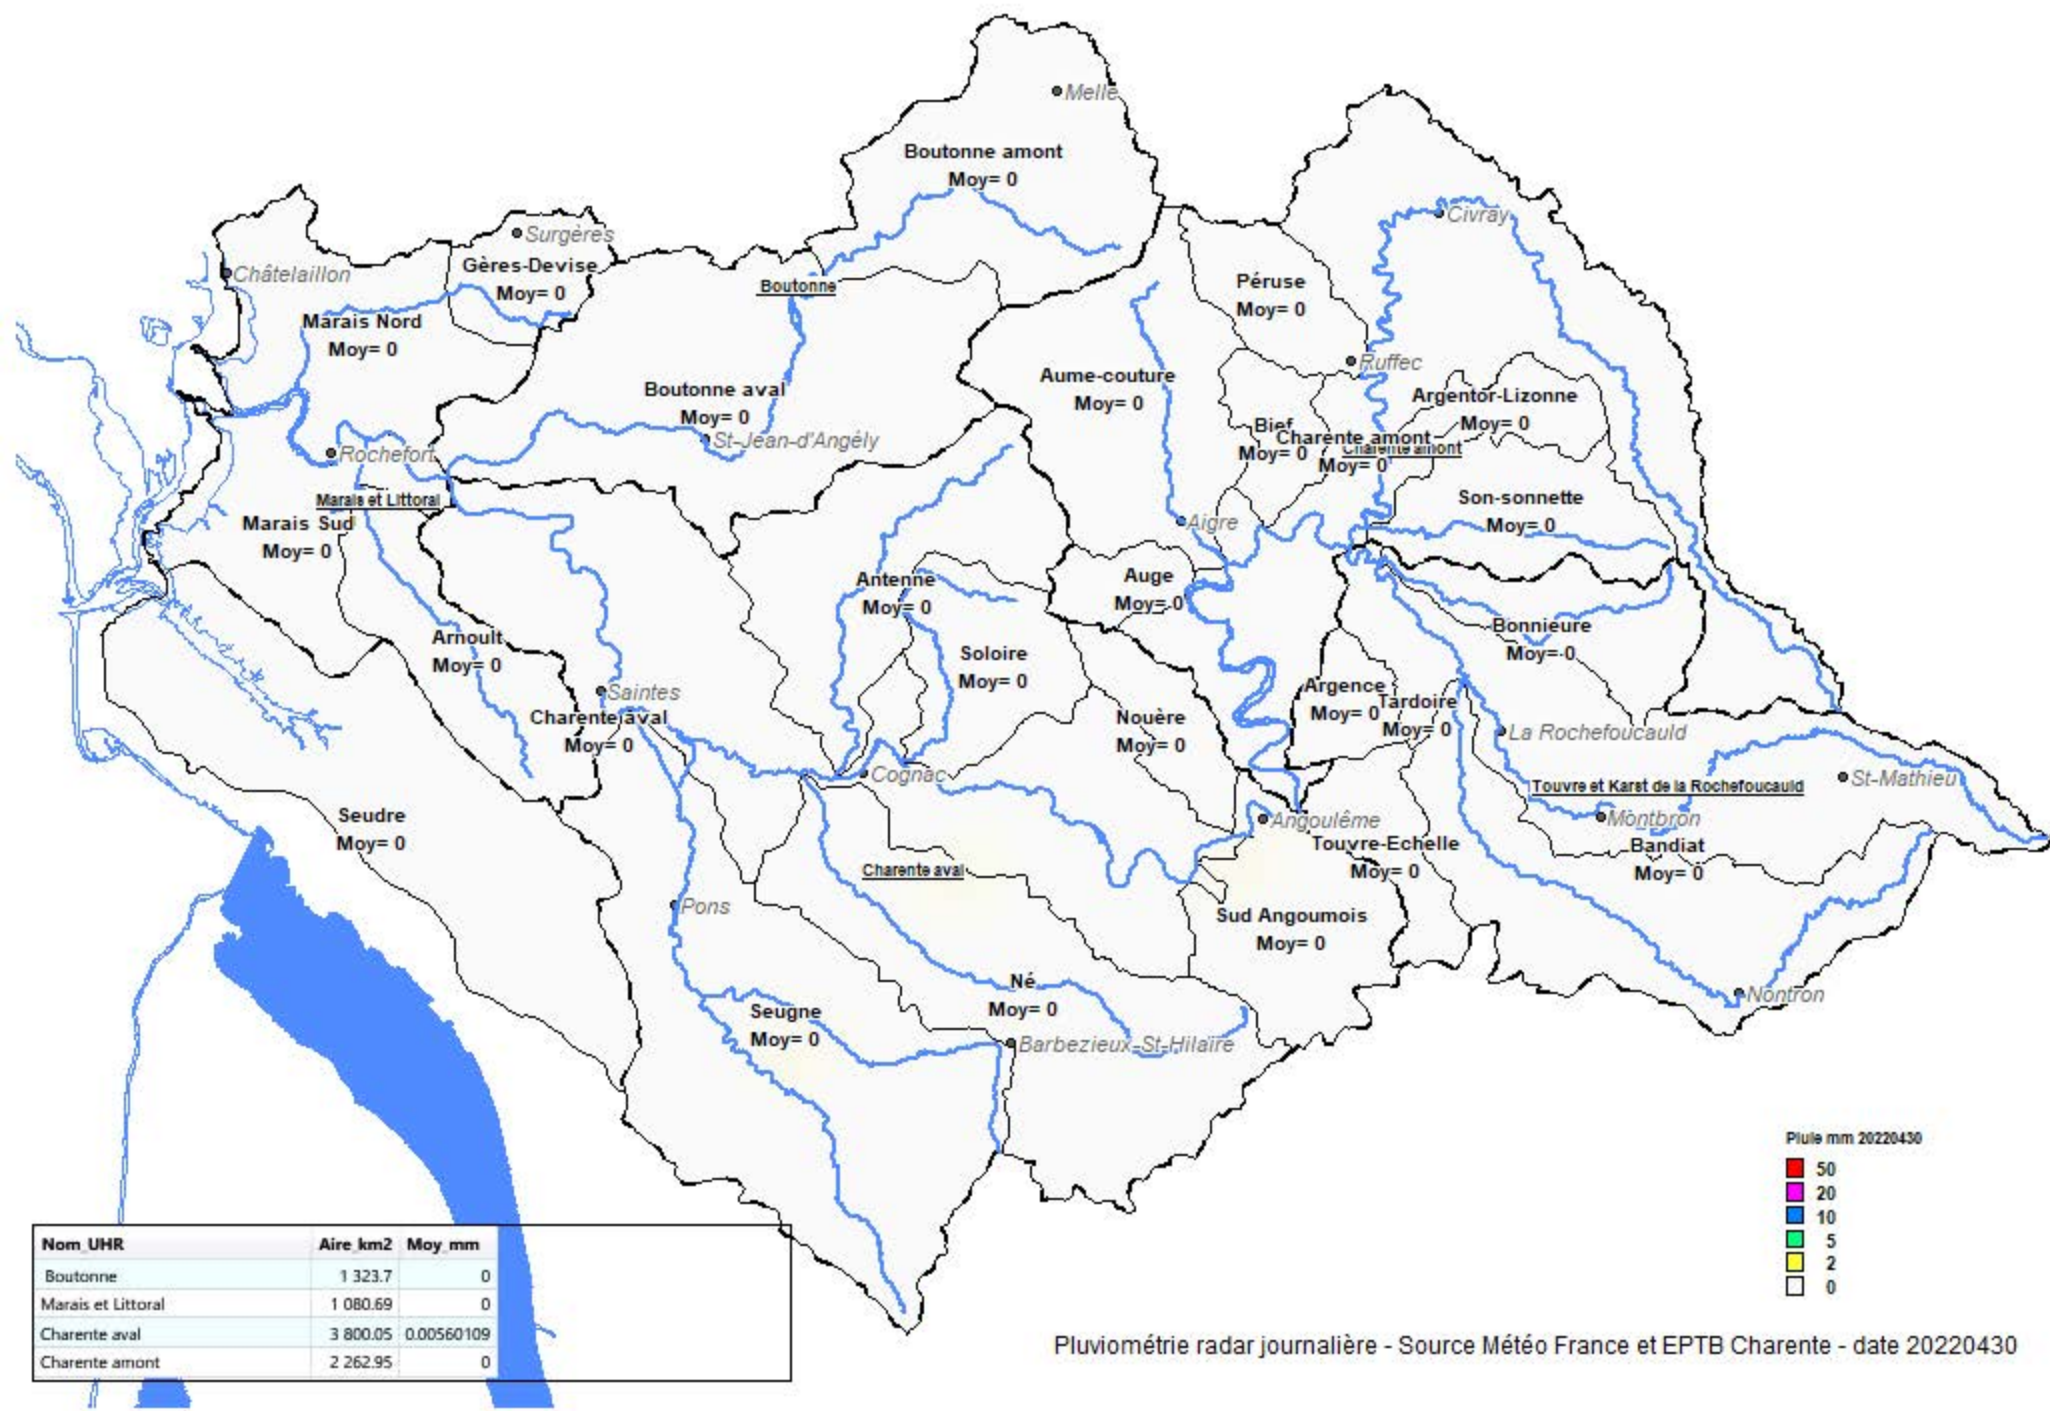 Melle
Boutonne amont
Moy= 0
Civray
Surgères
Châtelaillon
Gères-Devise
Moy= 0
Boutonne
Péruse
Moy= 0
Marais Nord
Moy= 0
Ruffec
Aume-couture
Moy= 0
Boutonne aval
Moy= 0
Argentor-Lizonne
Moy= 0
St-Jean-d'Angély
Bief
Moy= 0
Charente amont
Moy= 0
Charente amont
Rochefort
Marais et Littoral
Son-sonnette
Moy= 0
Marais Sud
Moy= 0
Aigre
Antenne
Moy= 0
Auge
Moy= 0
Bonnieure
Moy= 0
Arnoult
Moy= 0
Soloire
Moy= 0
Saintes
Charente aval
Moy= 0
Nouère
Moy= 0
Argence
Moy= 0
Tardoire
Moy= 0
La Rochefoucauld
Cognac
Touvre et Karst de la Rochefoucauld
St-Mathieu
Seudre
Moy= 0
Angoulême
Montbron
Touvre-Echelle
Moy= 0
Bandiat
Moy= 0
Charente aval
Pons
Sud Angoumois
Moy= 0
Né
Moy= 0
Nontron
Seugne
Moy= 0
Barbezieux-St-Hilaire
Pluie mm 20220430
50
20
10
5
2
0
Nom_UHR Aire_km2 Moy_mm
Boutonne 1 323.7 0
Marais et Littoral 1 080.69 0
Charente aval 3 800.05 0.00560109
Charente amont 2 262.95 0
Pluviométrie radar journalière - Source Météo France et EPTB Charente - date 20220430